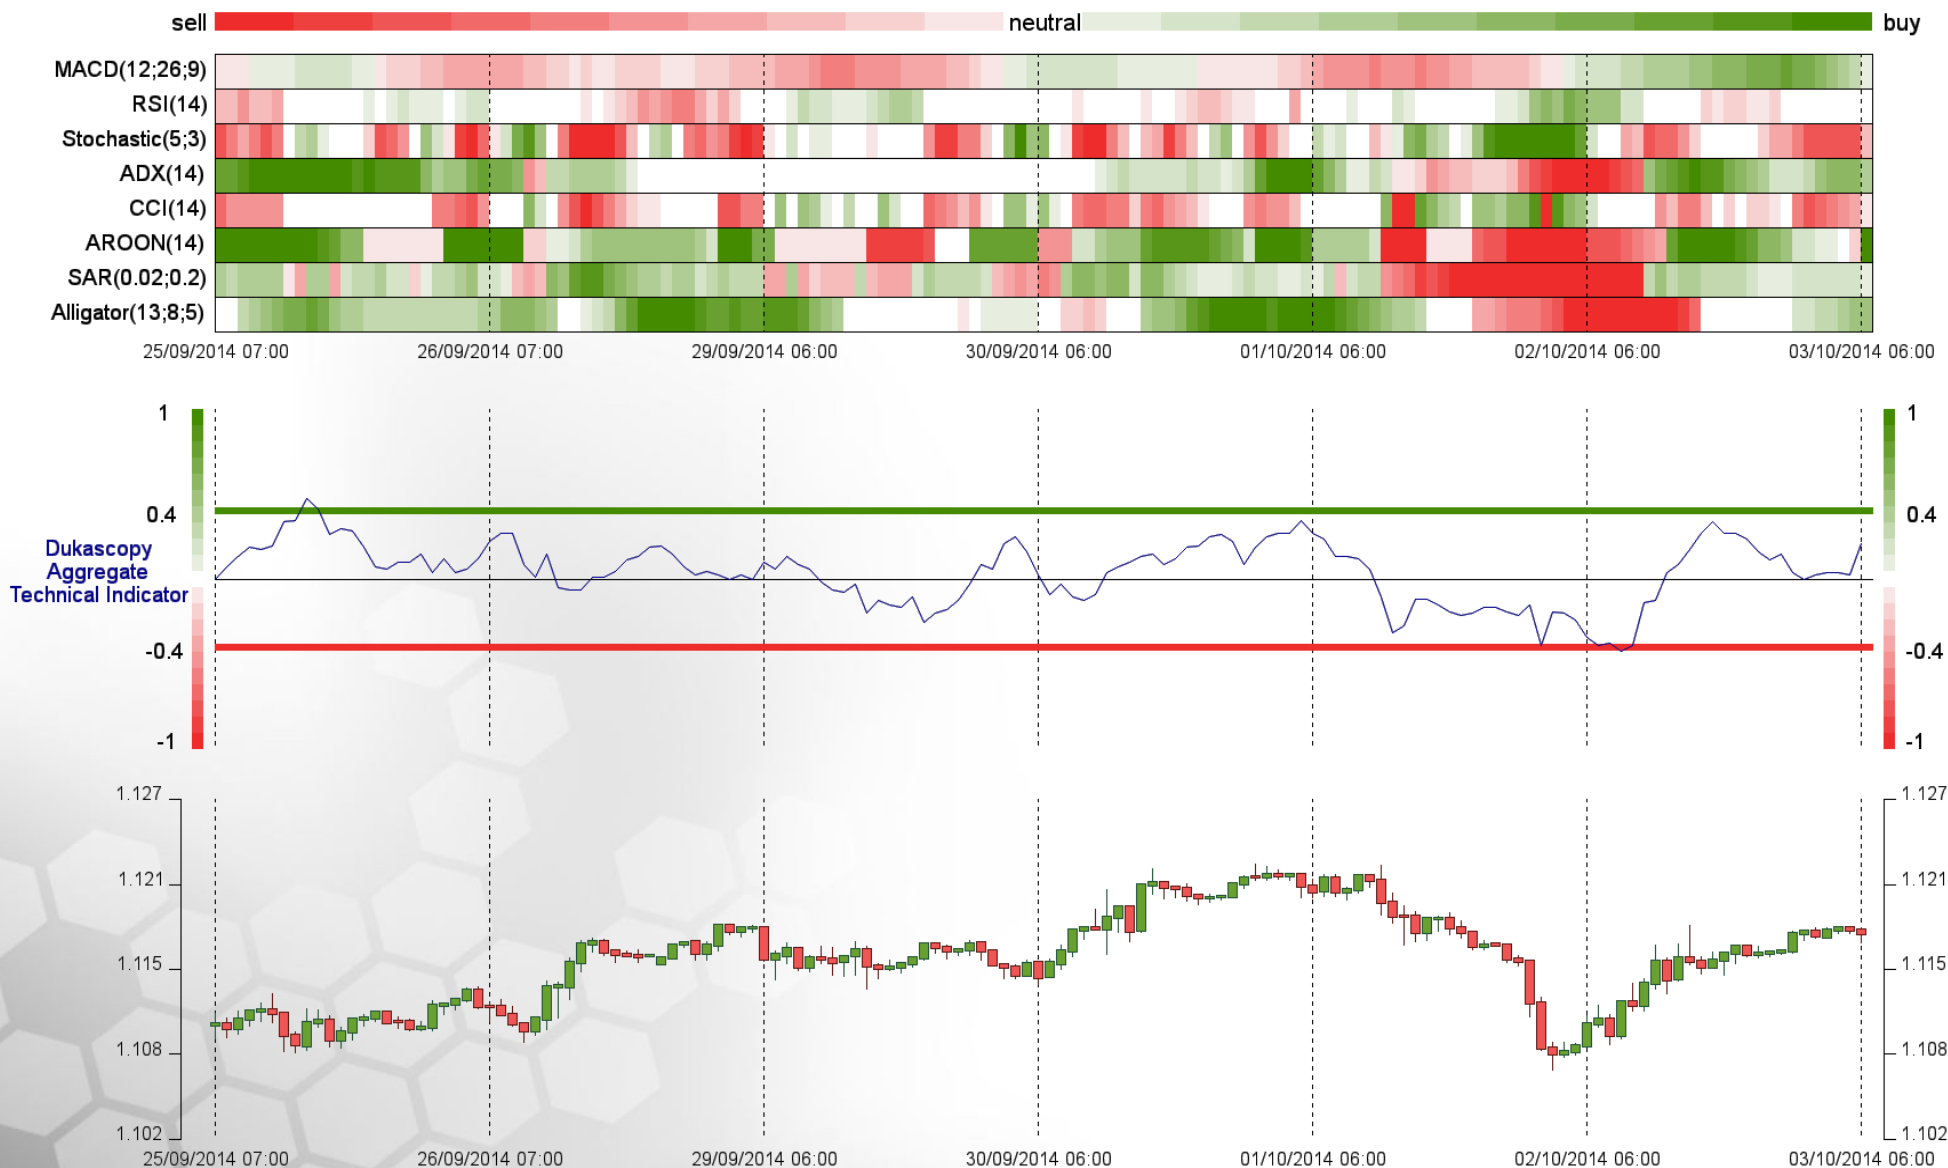 sell neutral buy
MACD(12;26;9)
RSI(14)
Stochastic(5;3)
ADX(14)
CCI(14)
AROON(14)
SAR(0.02;0.2)
Alligator(13;8;5)
25/09/2014 07:00 26/09/2014 07:00 29/09/2014 06:00 30/09/2014 06:00 01/10/2014 06:00 02/10/2014 06:00 03/10/2014 06:00
1 1
0.4 0.4
Dukascopy
Aggregate
Technical Indicator
-0.4 -0.4
-1 -1
1.127 1.127
1.121 1.121
1.115 1.115
1.108 1.108
1.102 1.102
25/09/2014 07:00 26/09/2014 07:00 29/09/2014 06:00 30/09/2014 06:00 01/10/2014 06:00 02/10/2014 06:00 03/10/2014 06:00